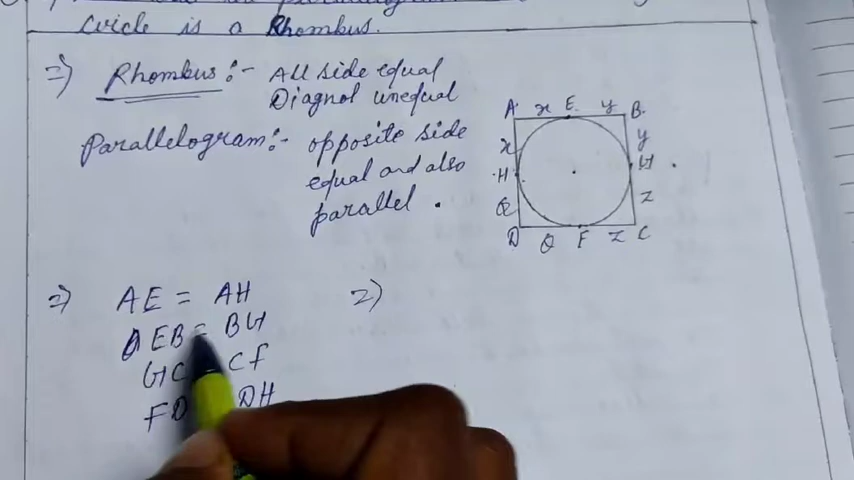 Circle is a Rhombus.
=) Rhombus :- All side equal
Diagnol unequal
Parallelogram :- opposite side
equal and also
parallel .
A x E y B
x y
H G
Q z
D Q F z C
=) AE = AH 2)
EB = BG
GC = CF
FD DH